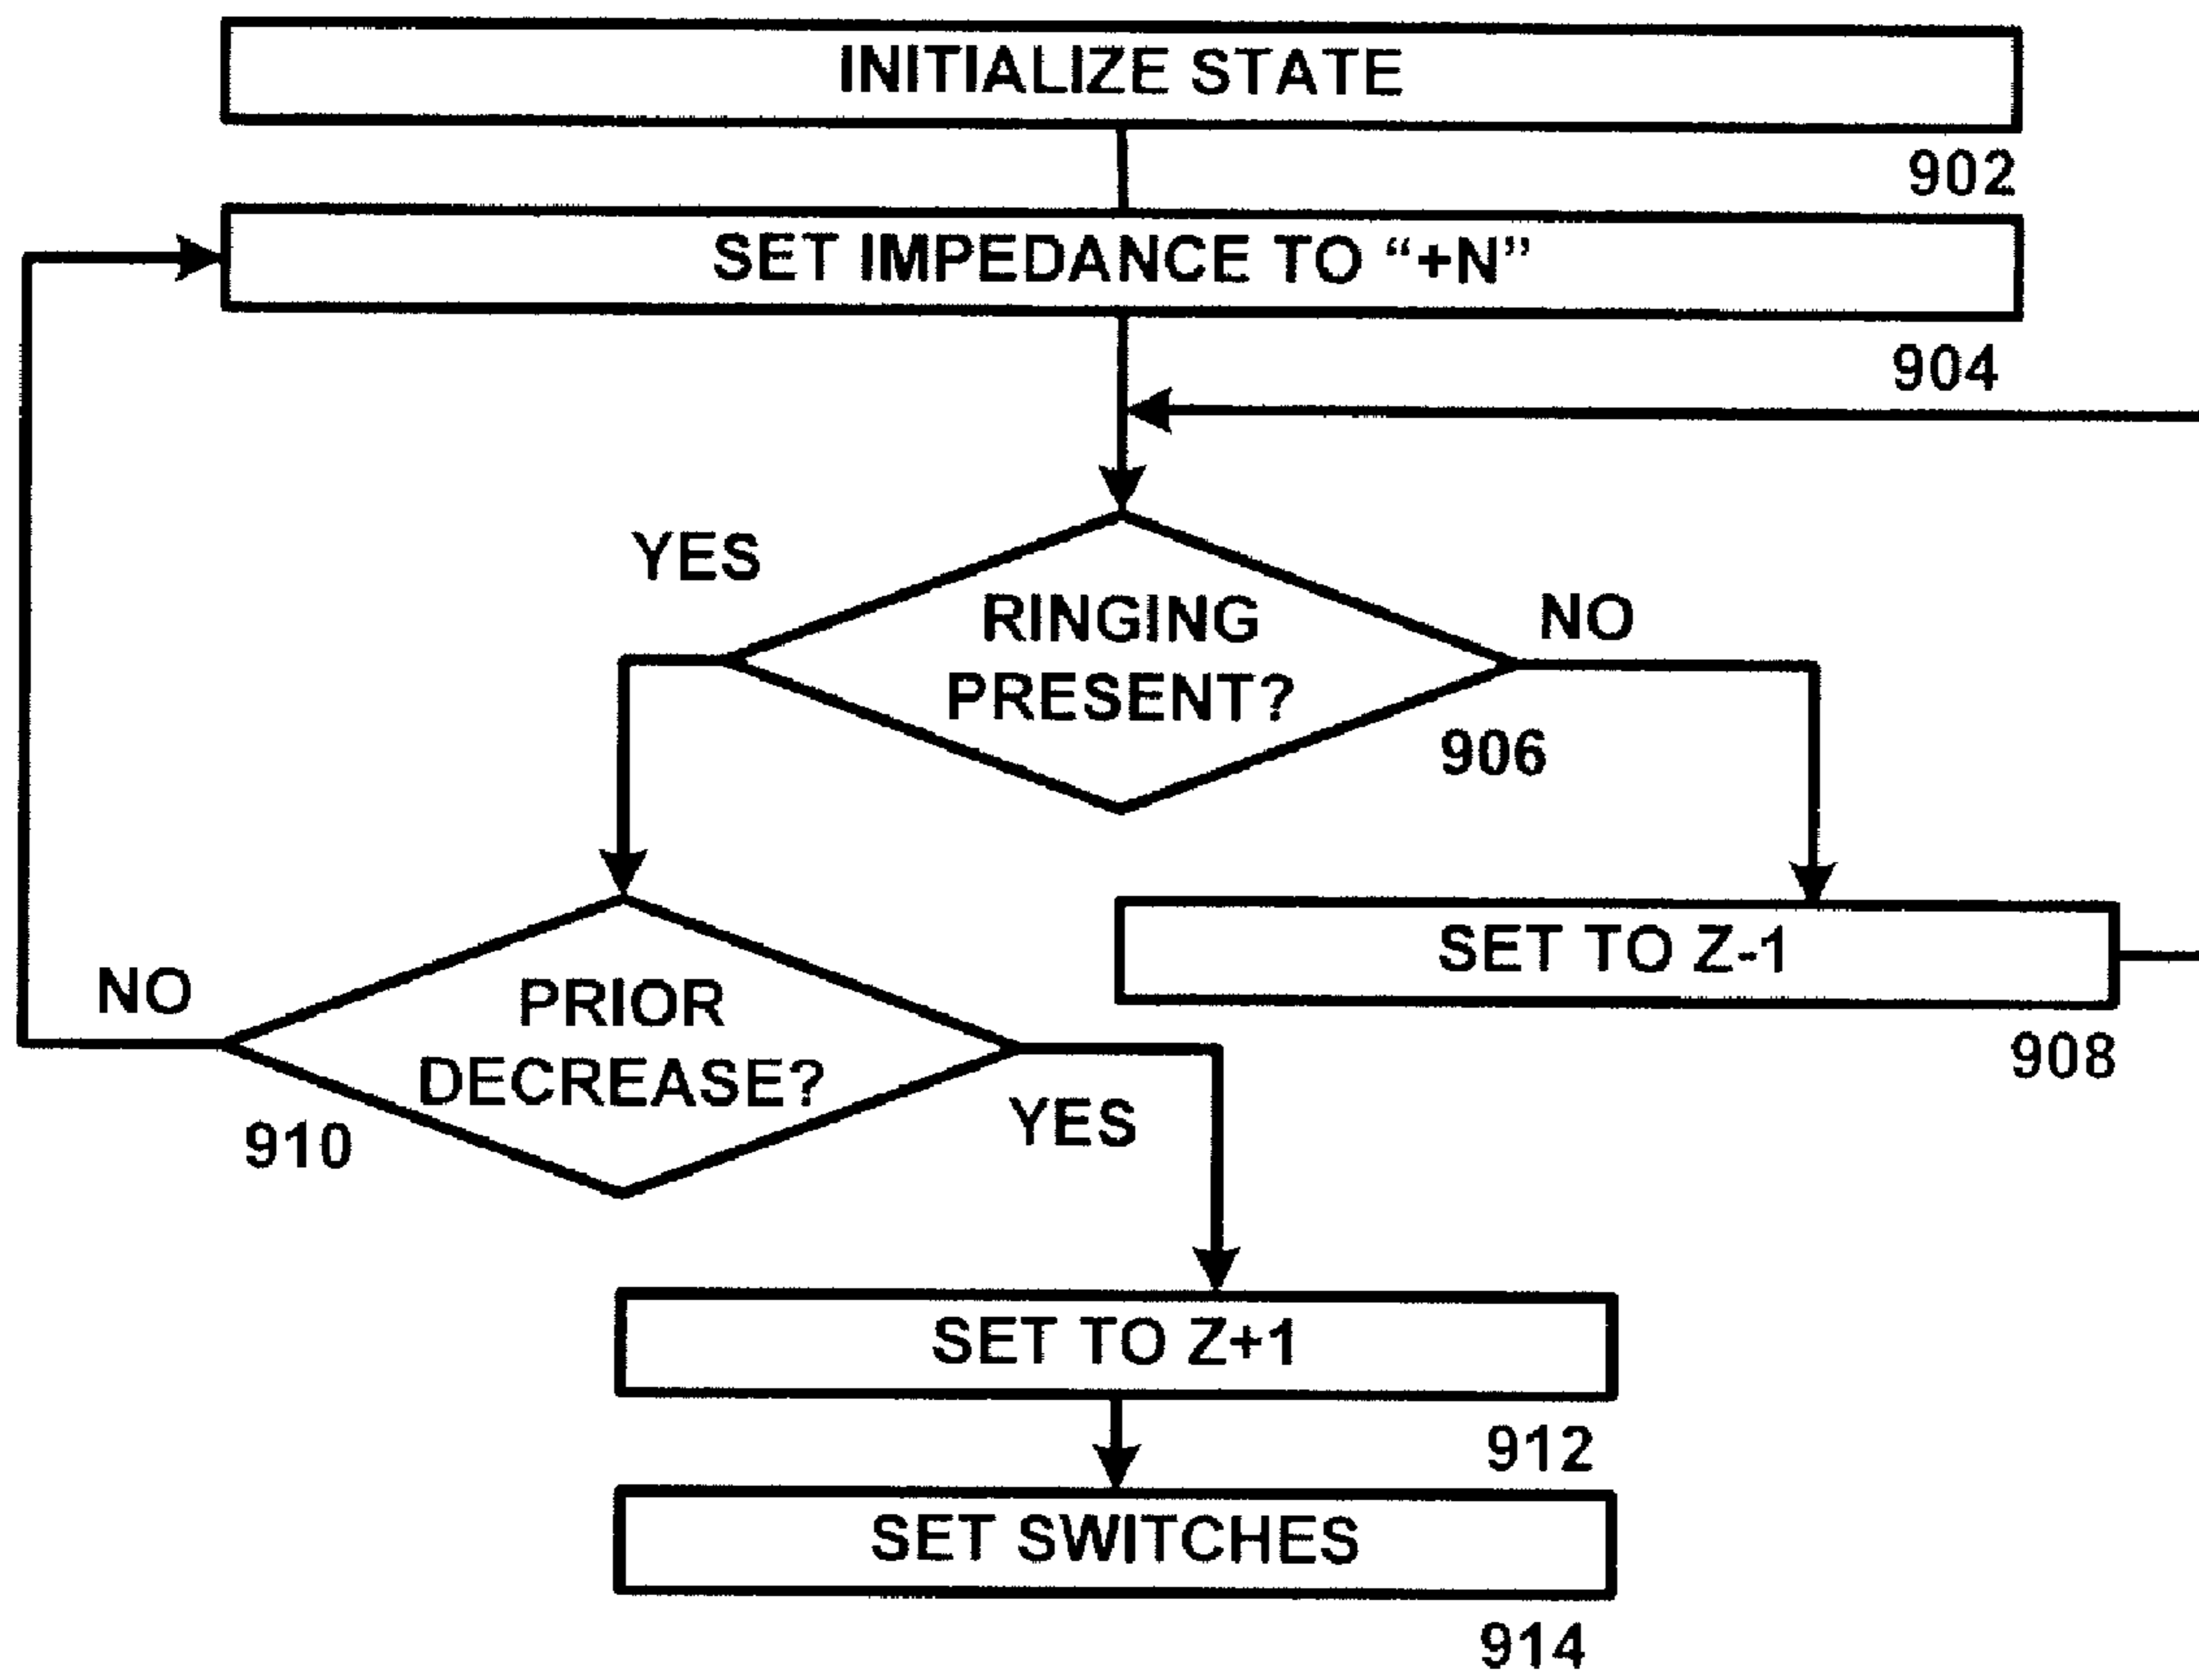 INITIALIZE STATE
902
SET IMPEDANCE TO “+N”
904
YES
RINGING
PRESENT?
NO
906
SET TO Z-1
908
NO
PRIOR
DECREASE?
910
YES
SET TO Z+1
912
SET SWITCHES
914